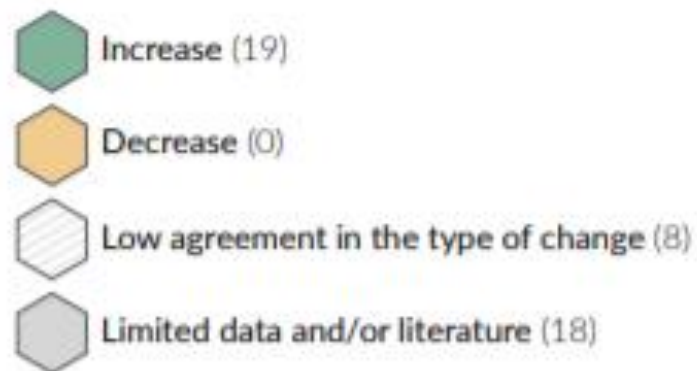 Increase (19)
Decrease (0)
Low agreement in the type of change (8)
Limited data and/or literature (18)